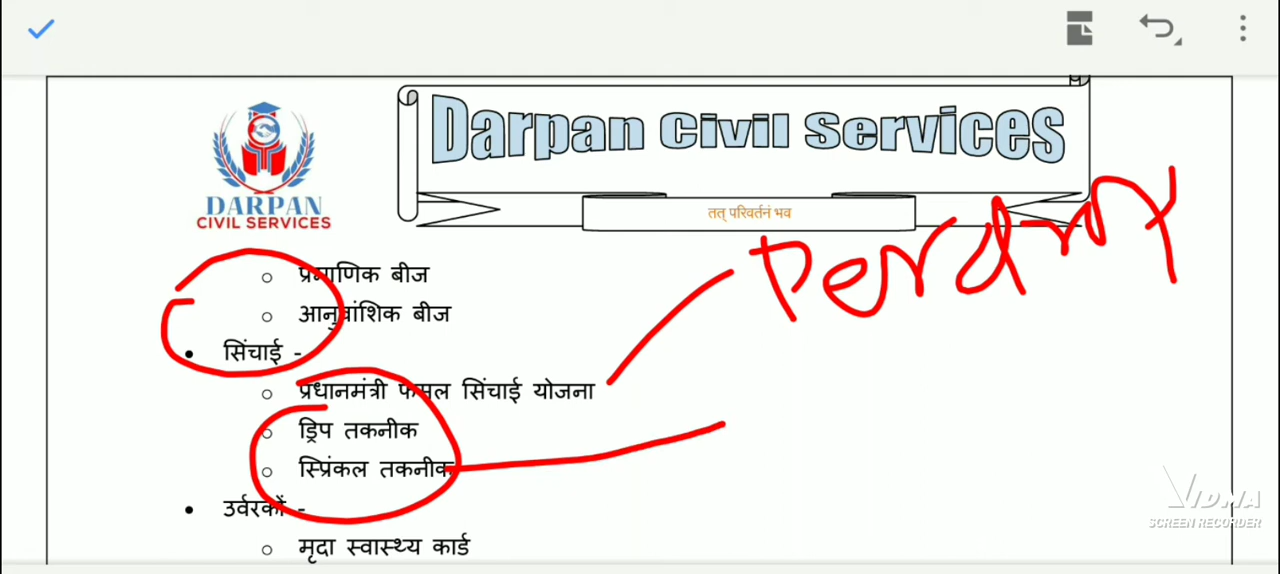 Darpan Civil Services
DARPAN
CIVIL SERVICES
तत् परिवर्तनं भव
प्रमाणिक बीज
आनुवांशिक बीज
सिंचाई -
प्रधानमंत्री फसल सिंचाई योजना
ड्रिप तकनीक
स्प्रिंकल तकनीक
उर्वरकों -
मृदा स्वास्थ्य कार्ड
VIDMA
SCREEN RECORDER